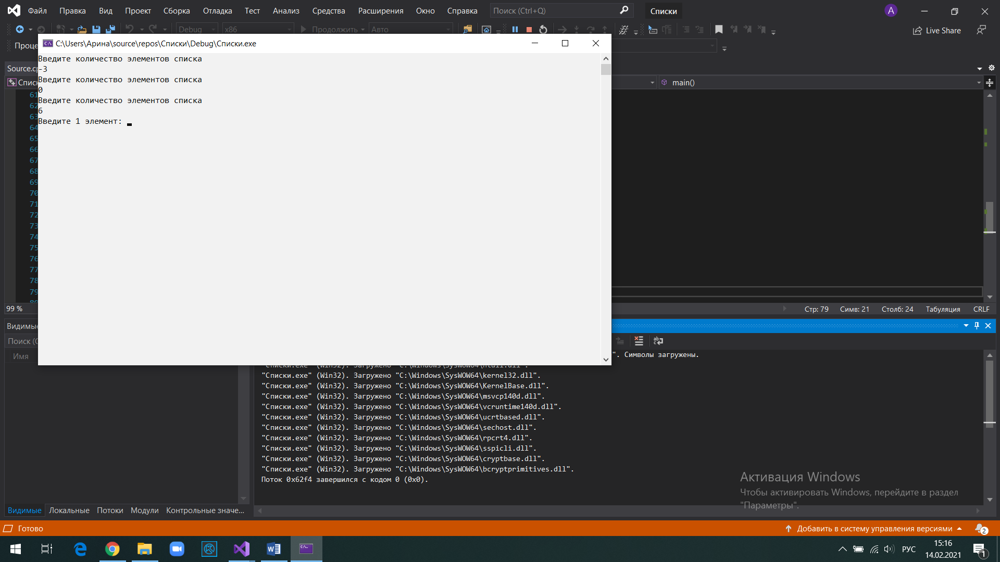 Файл Правка Вид Проект Сборка Отладка Тест Анализ Средства Расширения Окно Справка Поиск (Ctrl+Q) Списки A
Debug x86 Продолжить Авто Live Share
C:\Users\Арина\source\repos\Списки\Debug\Списки.exe
Введите количество элементов списка
-3
Введите количество элементов списка
0
Введите количество элементов списка
6
Введите 1 элемент:
main()
61
62
63
64
65
66
67
68
69
70
71
72
73
74
75
76
77
78
79
80
99 % Стр: 79 Симв: 21 Столб: 24 Табуляция CRLF
Видимые
Поиск (C
Имя
". Символы загружены.
"Списки.exe" (Win32). Загружено "C:\Windows\SysWOW64\ntdll.dll".
"Списки.exe" (Win32). Загружено "C:\Windows\SysWOW64\kernel32.dll".
"Списки.exe" (Win32). Загружено "C:\Windows\SysWOW64\KernelBase.dll".
"Списки.exe" (Win32). Загружено "C:\Windows\SysWOW64\msvcp140d.dll".
"Списки.exe" (Win32). Загружено "C:\Windows\SysWOW64\vcruntime140d.dll".
"Списки.exe" (Win32). Загружено "C:\Windows\SysWOW64\ucrtbased.dll".
"Списки.exe" (Win32). Загружено "C:\Windows\SysWOW64\sechost.dll".
"Списки.exe" (Win32). Загружено "C:\Windows\SysWOW64\rpcrt4.dll".
"Списки.exe" (Win32). Загружено "C:\Windows\SysWOW64\sspicli.dll".
"Списки.exe" (Win32). Загружено "C:\Windows\SysWOW64\cryptbase.dll".
"Списки.exe" (Win32). Загружено "C:\Windows\SysWOW64\bcryptprimitives.dll".
Поток 0x62f4 завершился с кодом 0 (0x0).
Активация Windows
Чтобы активировать Windows, перейдите в раздел
"Параметры".
Видимые Локальные Потоки Модули Контрольные значе...
Готово Добавить в систему управления версиями 2
РУС 15:16
14.02.2021 1